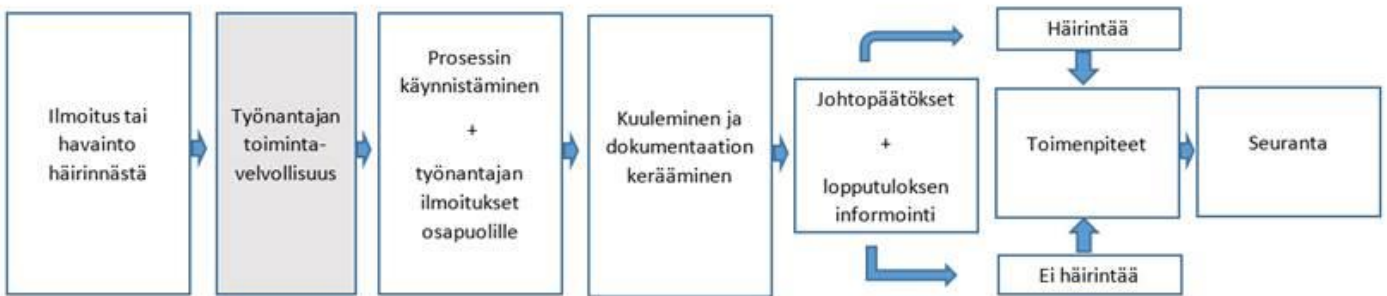 Ilmoitus tai
havainto
häirinnästä
Työnantajan
toiminta-
velvollisuus
Prosessin
käynnistäminen
+
työnantajan
ilmoitukset
osapuolille
Kuuleminen ja
dokumentaation
kerääminen
Johtopäätökset
+
lopputuloksen
informointi
Häirintää
Toimenpiteet
Ei häirintää
Seuranta